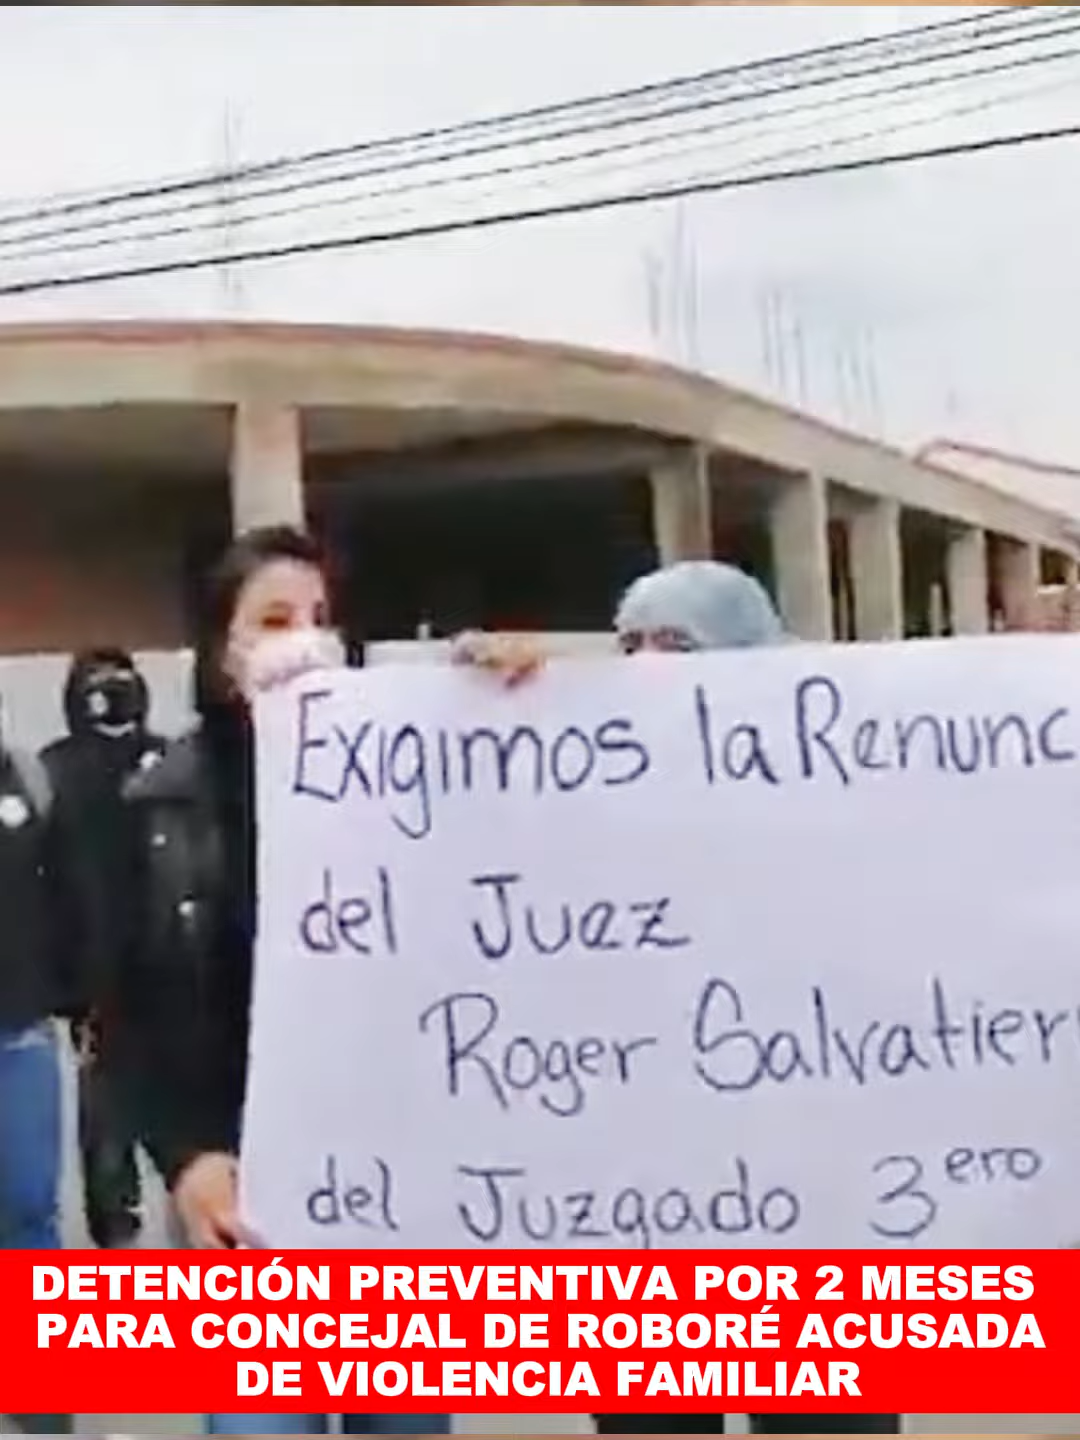 Exigimos la Renunc
del Juez
Roger Salvatier
del Juzgado 3ero
DETENCIÓN PREVENTIVA POR 2 MESES
PARA CONCEJAL DE ROBORÉ ACUSADA
DE VIOLENCIA FAMILIAR